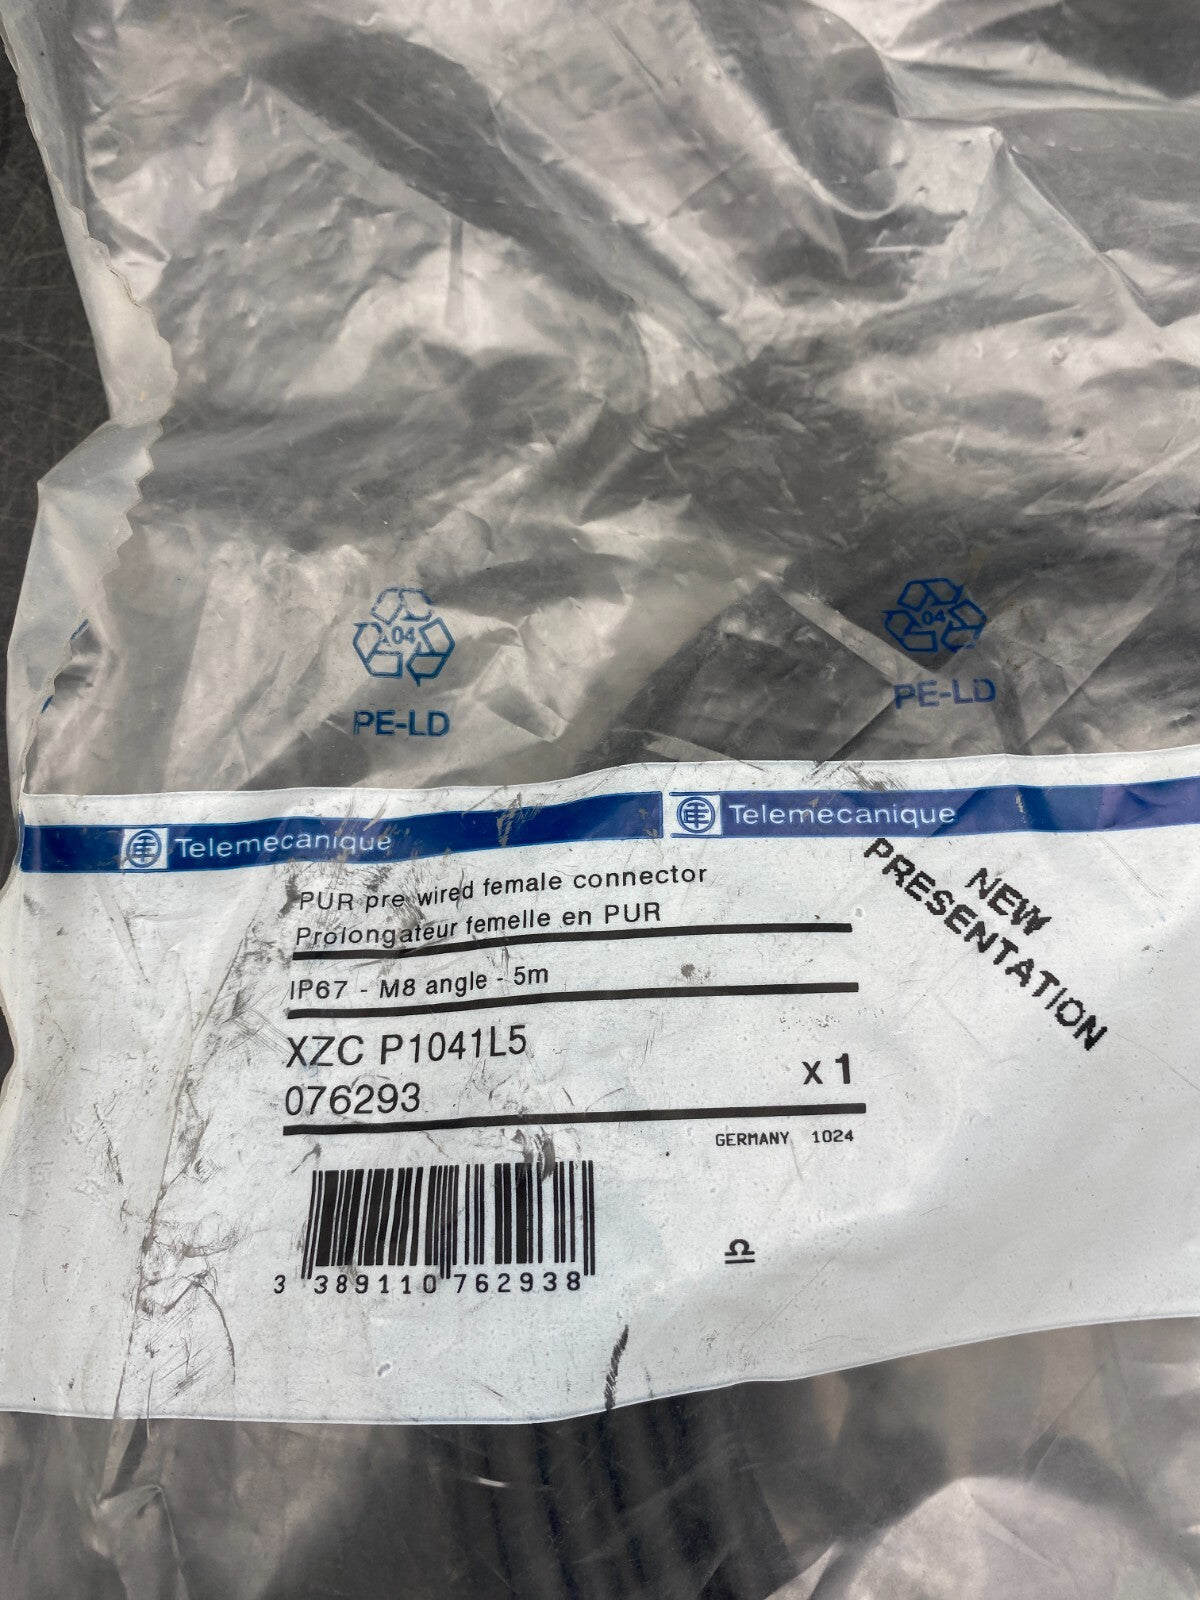 04
PE-LD
04
PE-LD
Telemecanique
Telemecanique
PUR pre wired female connector
Prolongateur femelle en PUR
IP67 - M8 angle - 5m
XZC P1041L5
076293
x 1
NEW
PRESENTATION
GERMANY 1024
3 389110 762938